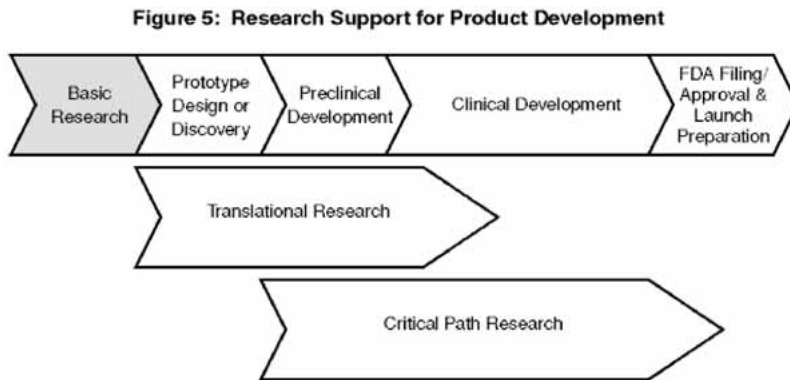 Figure 5: Research Support for Product Development
Basic
Research
Prototype
Design or
Discovery
Preclinical
Development
Clinical Development
FDA Filing/
Approval &
Launch
Preparation
Translational Research
Critical Path Research